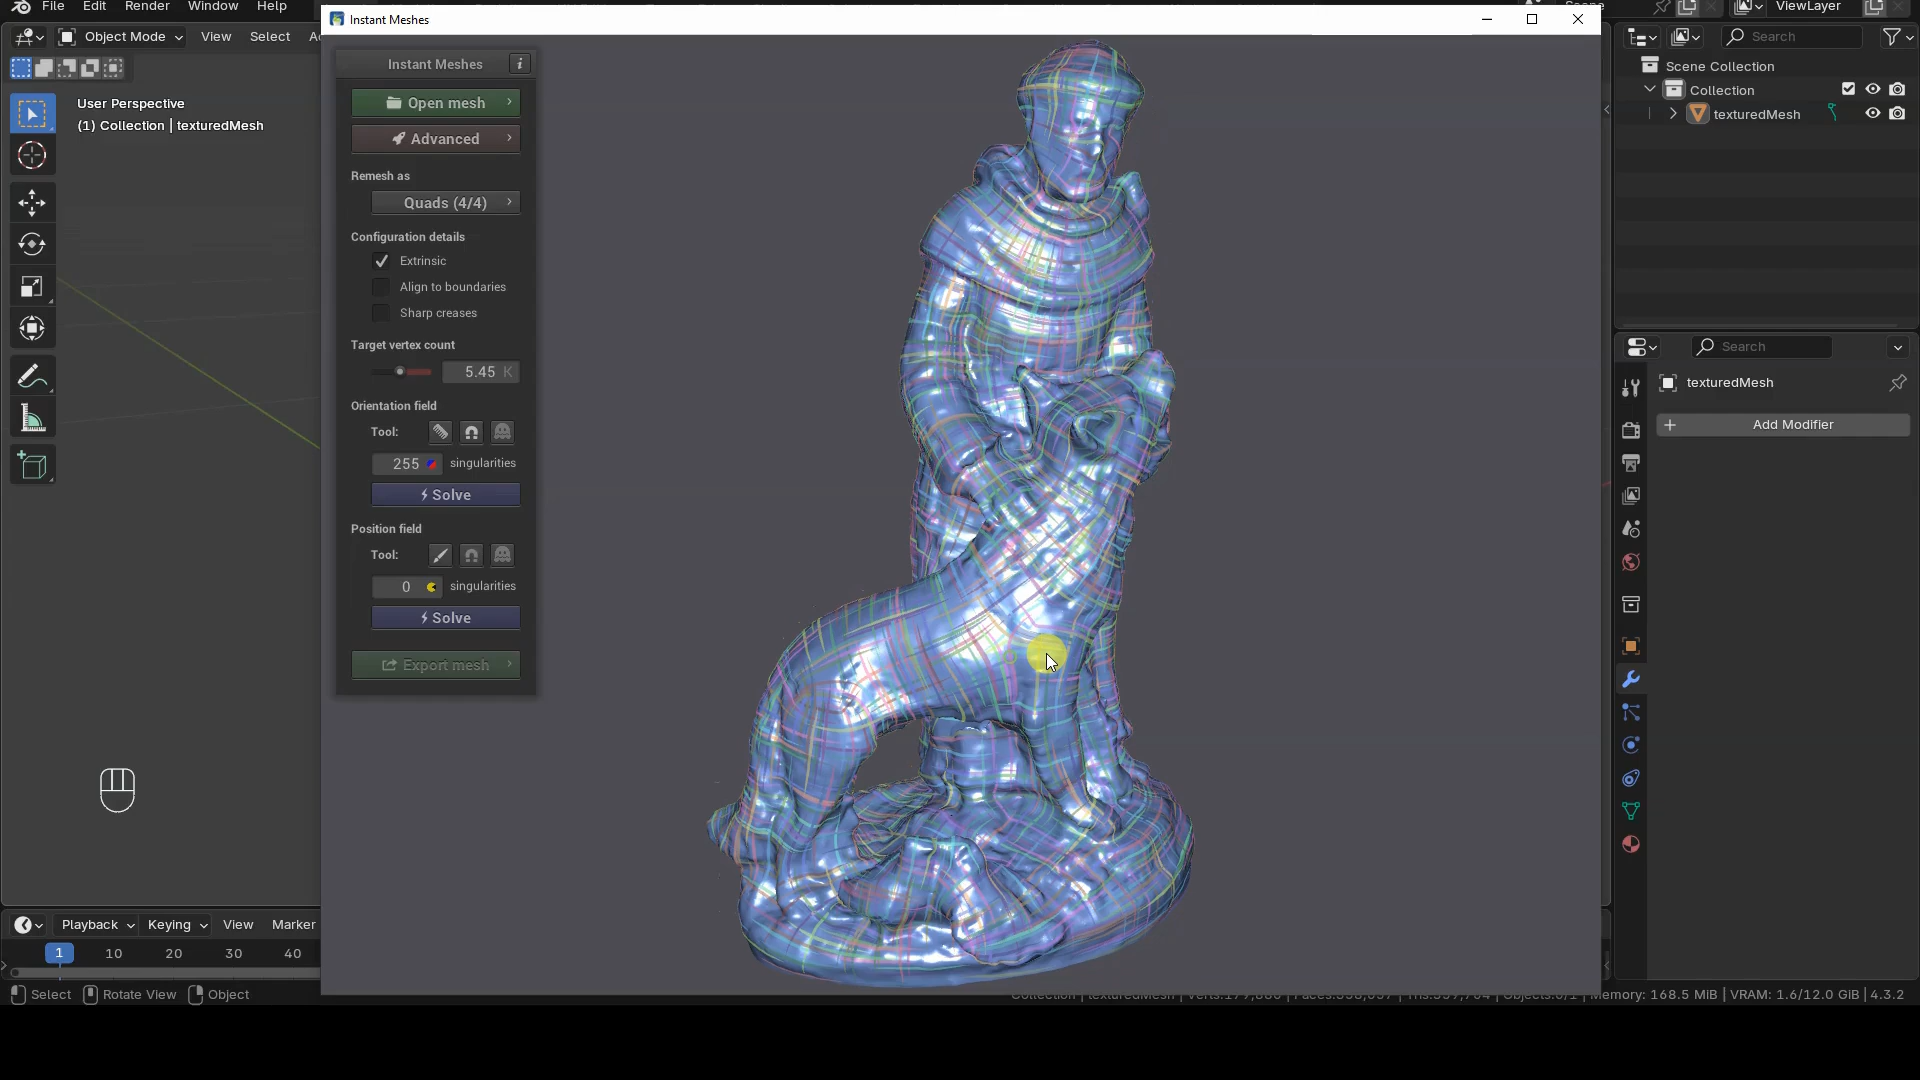 File Edit Render Window Help
Instant Meshes
Scene
ViewLayer
Object Mode
View Select
Search
User Perspective
(1) Collection | texturedMesh
Instant Meshes
i
Open mesh
Advanced
Remesh as
Quads (4/4)
Configuration details
Extrinsic
Align to boundaries
Sharp creases
Target vertex count
5.45 K
Orientation field
Tool:
255 singularities
Solve
Position field
Tool:
0 singularities
Solve
Export mesh
Scene Collection
Collection
texturedMesh
Search
texturedMesh
Add Modifier
Playback Keying View Marker
1 10 20 30 40
Select Rotate View Object
Memory: 168.5 MiB | VRAM: 1.6/12.0 GiB | 4.3.2